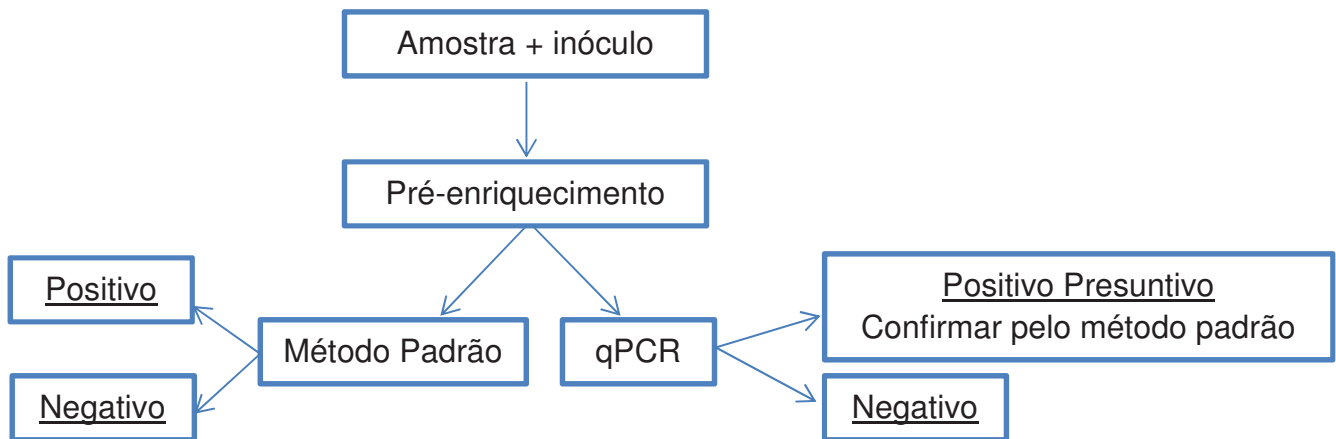 Amostra + inóculo
Pré-enriquecimento
Positivo
Negativo
Método Padrão
qPCR
Positivo Presuntivo
Confirmar pelo método padrão
Negativo